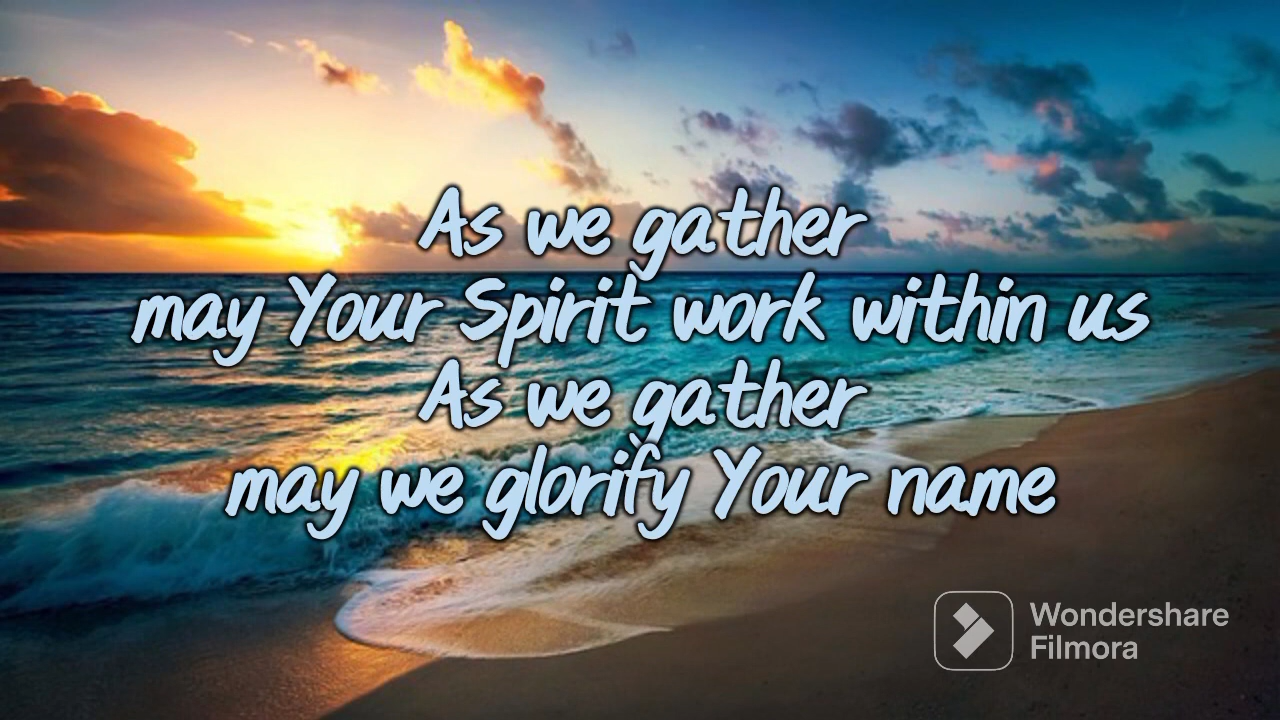 As we gather
may Your Spirit work within us
As we gather
may we glorify Your name
Wondershare
Filmora